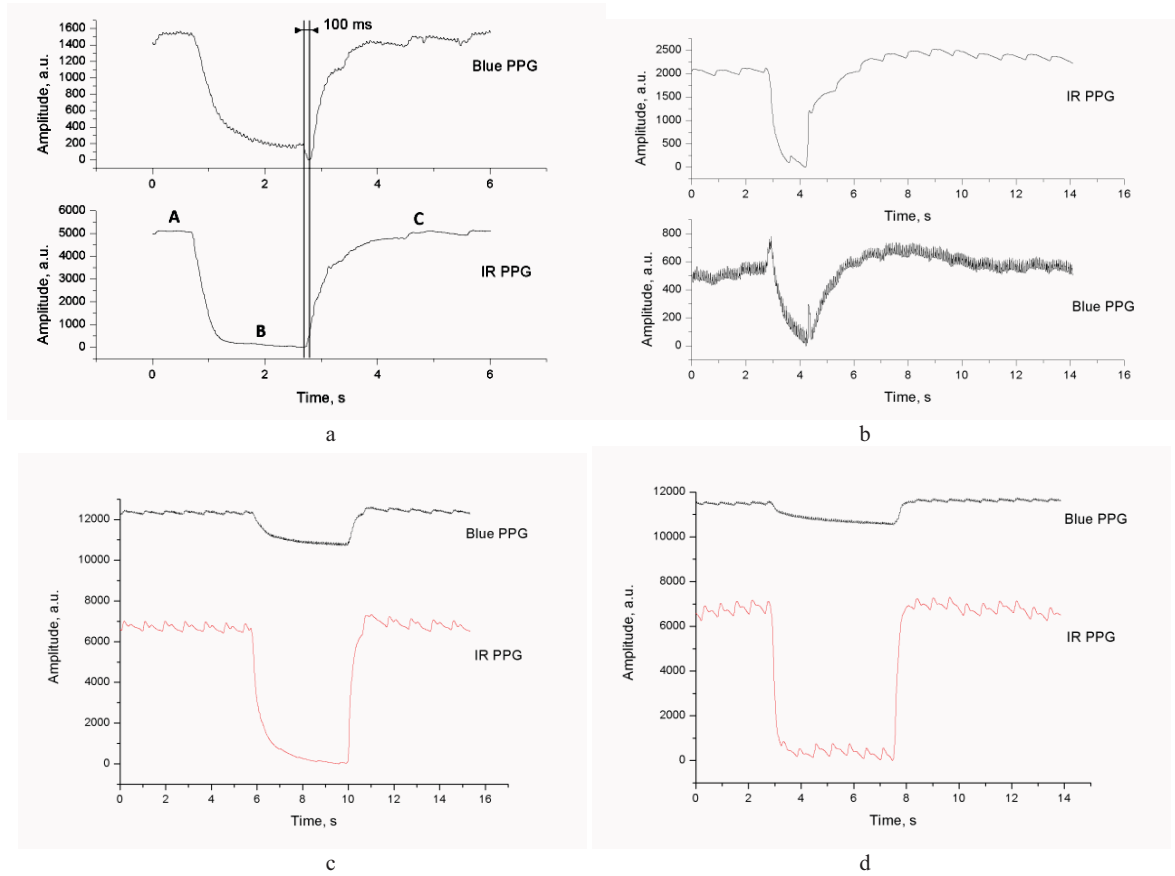 100 ms
1600
1400
1200
1000
800
600
400
200
0
Amplitude, a.u.
Blue PPG
0 2 4 6
6000
5000
4000
3000
2000
1000
0
Amplitude, a.u.
A
B
C
IR PPG
0 2 4 6
Time, s
a
2500
2000
1500
1000
500
0
Amplitude, a.u.
IR PPG
0 2 4 6 8 10 12 14 16
Time, s
800
600
400
200
0
Amplitude, a.u.
Blue PPG
0 2 4 6 8 10 12 14 16
Time, s
b
12000
10000
8000
6000
4000
2000
0
Amplitude, a.u.
Blue PPG
IR PPG
0 2 4 6 8 10 12 14 16
Time, s
c
12000
10000
8000
6000
4000
2000
0
Amplitude, a.u.
Blue PPG
IR PPG
0 2 4 6 8 10 12 14
Time, s
d